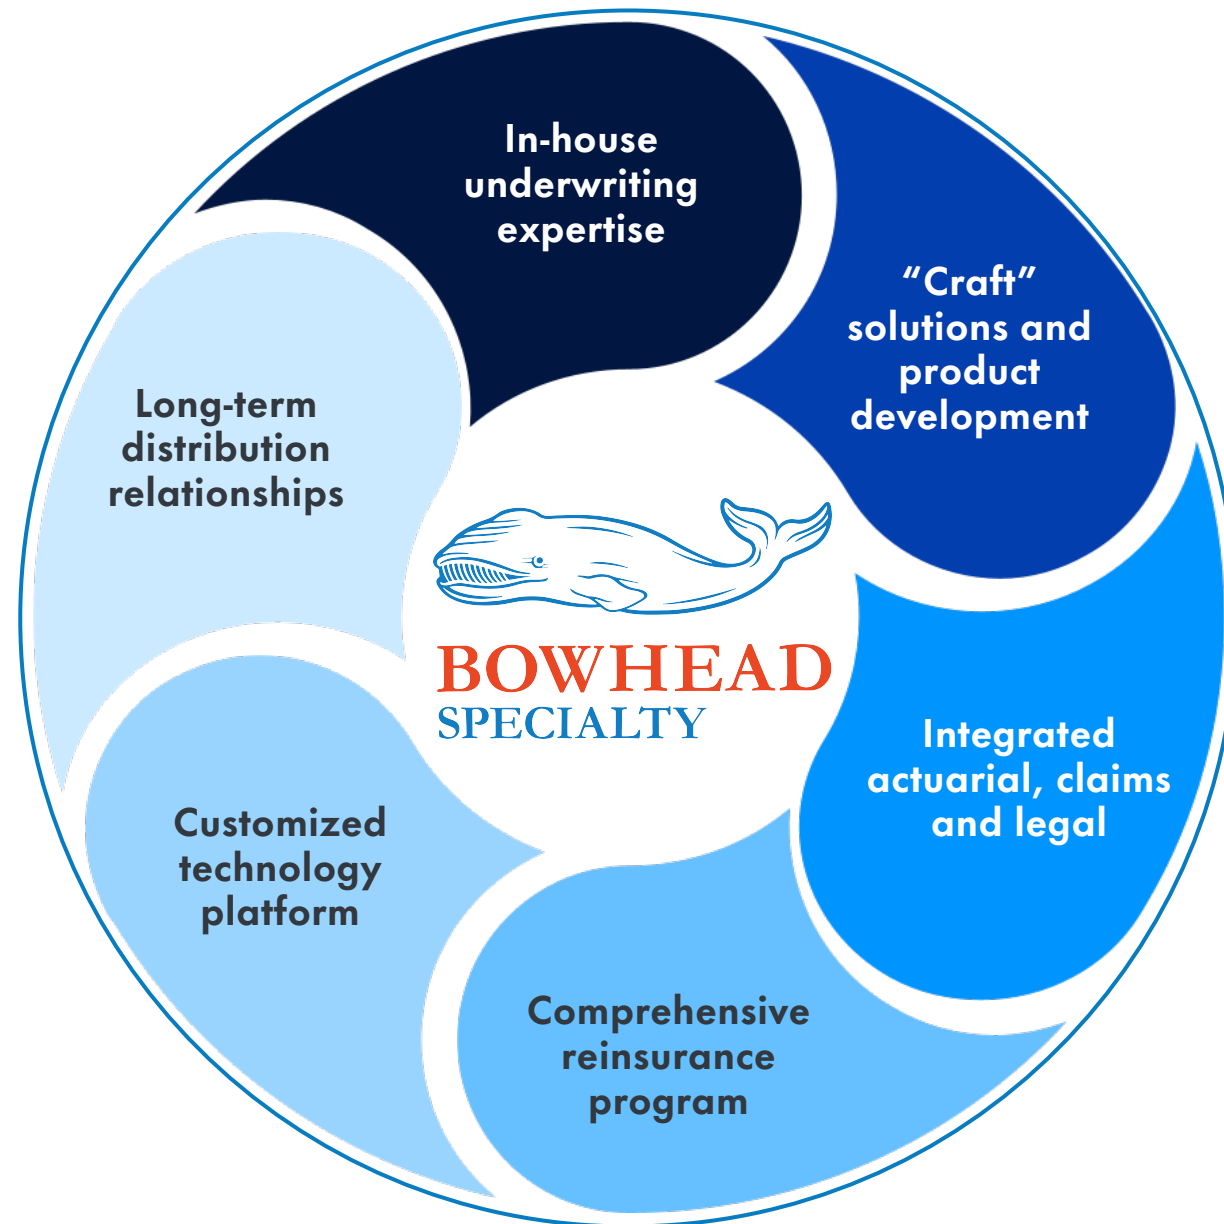 In-house
underwriting
expertise
“Craft”
solutions and
product
development
Integrated
actuarial, claims
and legal
Comprehensive
reinsurance
program
Customized
technology
platform
Long-term
distribution
relationships
BOWHEAD
SPECIALTY